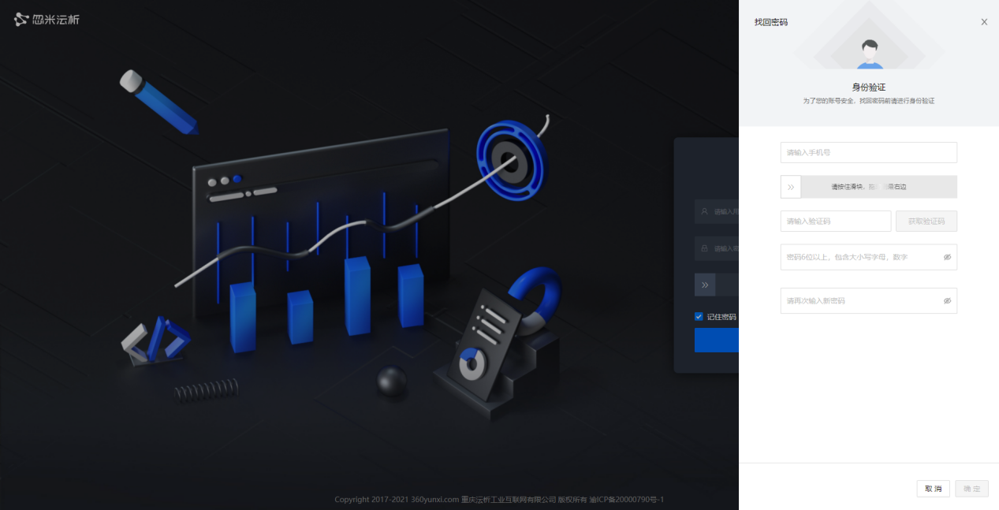 忽米沄析
找回密码
X
身份验证
为了您的账号安全，找回密码前请进行身份验证
请输入手机号
请按住滑块，拖 最右边
请输入验证码
获取验证码
密码6位以上，包含大小写字母，数字
请再次输入新密码
请输入
请输入
记住密码
取 消
确 定
Copyright 2017-2021 360yunxi.com 重庆沄析工业互联网有限公司 版权所有 渝ICP备20000790号-1